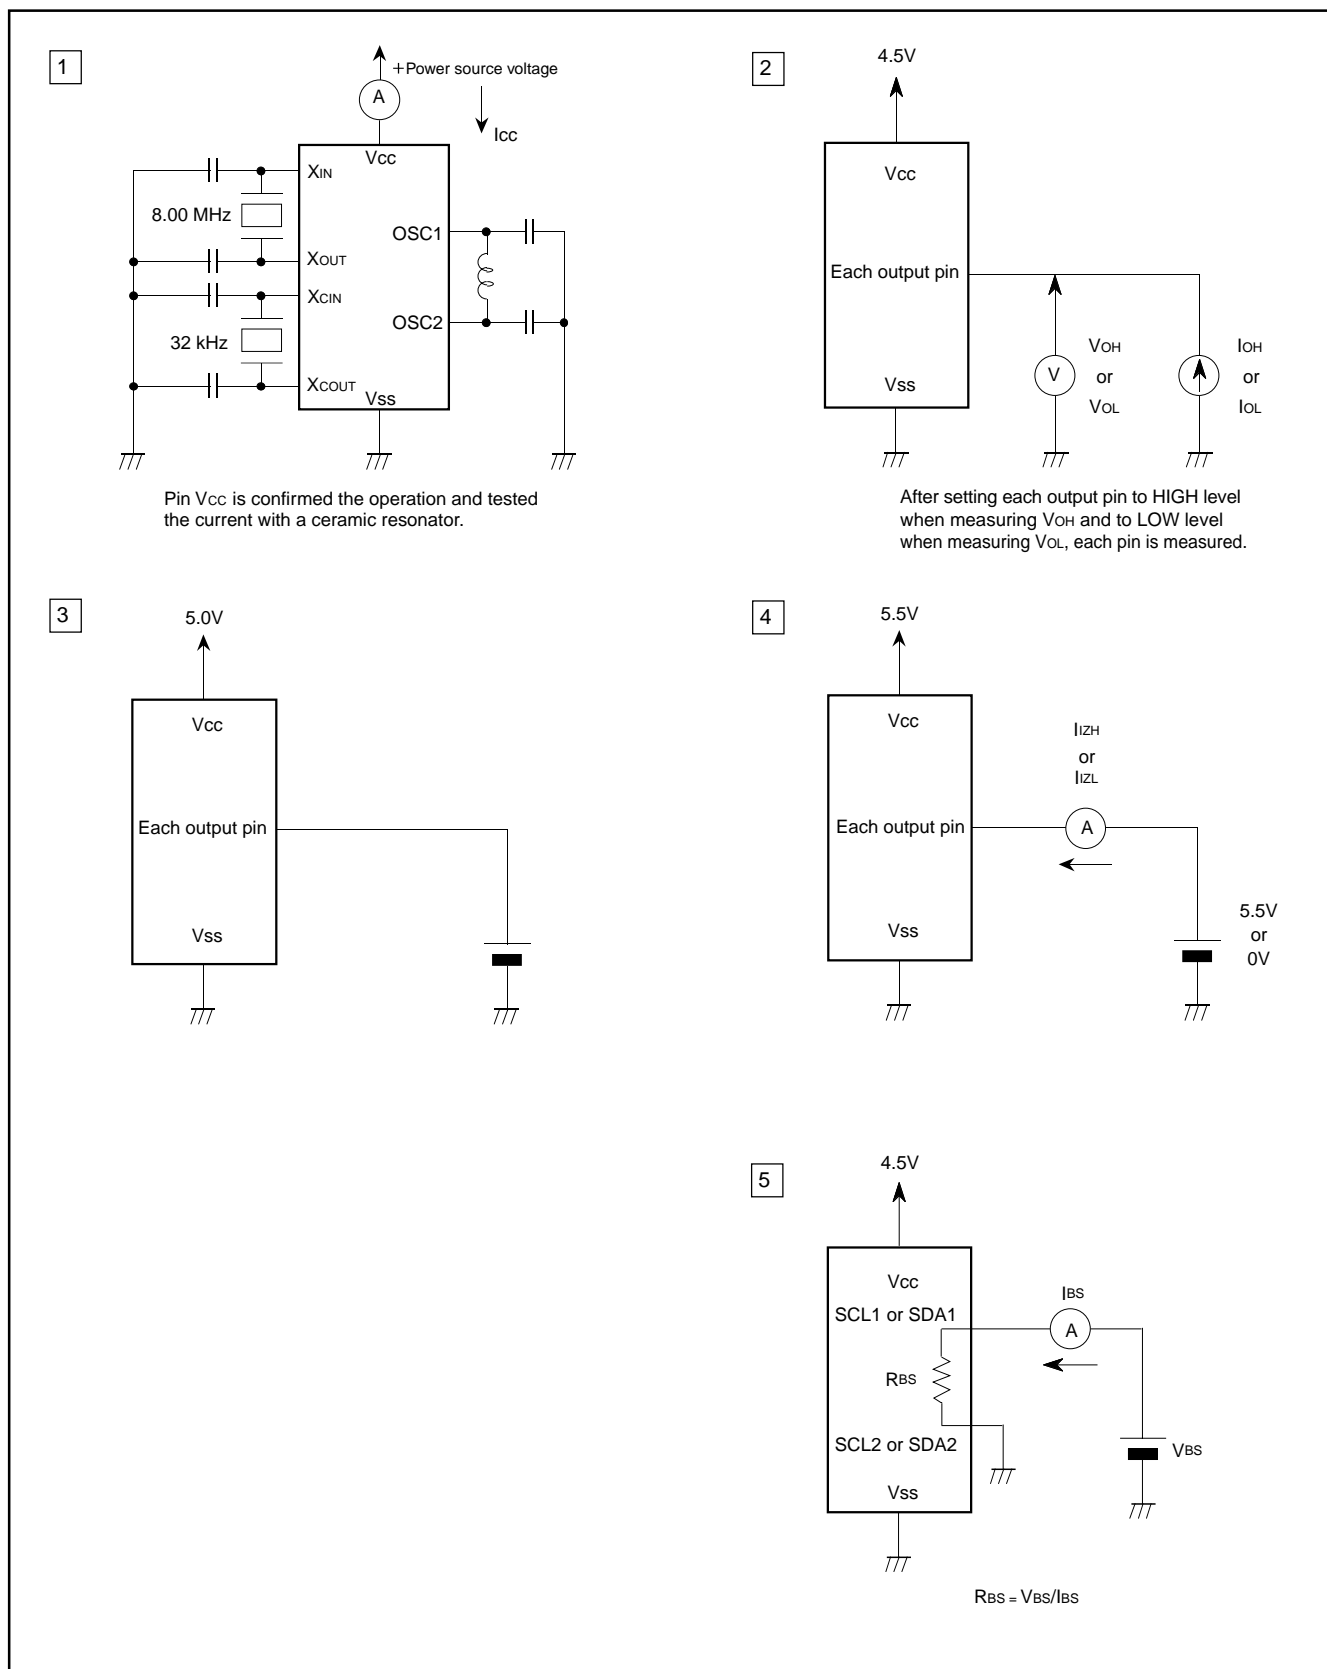 1
+Power source voltage
A
Icc
Vcc
XIN
8.00 MHz
OSC1
XOUT
XCIN
OSC2
32 kHz
XCOUT
Vss
Pin VCC is confirmed the operation and tested
the current with a ceramic resonator.
2
4.5V
Vcc
Each output pin
VOH
or
VOL
V
IOH
or
IOL
Vss
After setting each output pin to HIGH level
when measuring VOH and to LOW level
when measuring VOL, each pin is measured.
3
5.0V
Vcc
Each output pin
Vss
4
5.5V
Vcc
IIZH
or
IIZL
Each output pin
A
Vss
5.5V
or
0V
5
4.5V
Vcc
IBS
SCL1 or SDA1
A
RBS
SCL2 or SDA2
VBS
Vss
RBS = VBS/IBS